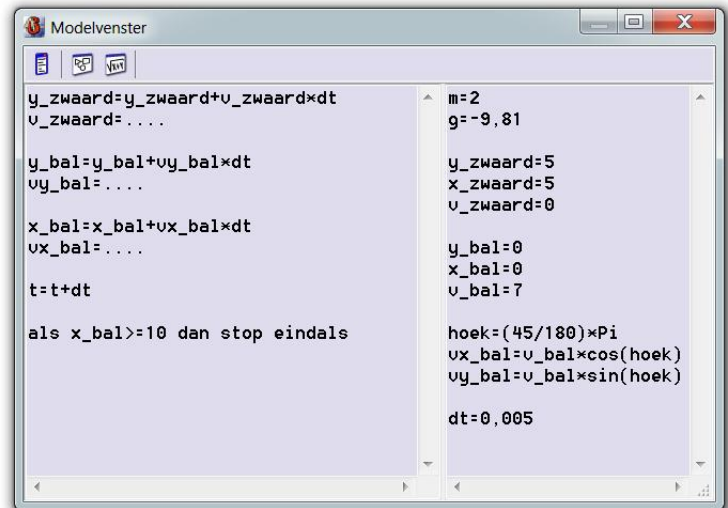 Modelvenster
y_zwaard=y_zwaard+v_zwaard*dt
v_zwaard=....
y_bal=y_bal+vy_bal*dt
vy_bal=....
x_bal=x_bal+vx_bal*dt
vx_bal=....
t=t+dt
als x_bal>=10 dan stop eindals
m=2
g=-9,81
y_zwaard=5
x_zwaard=5
v_zwaard=0
y_bal=0
x_bal=0
v_bal=7
hoek=(45/180)*Pi
vx_bal=v_bal*cos(hoek)
vy_bal=v_bal*sin(hoek)
dt=0,005